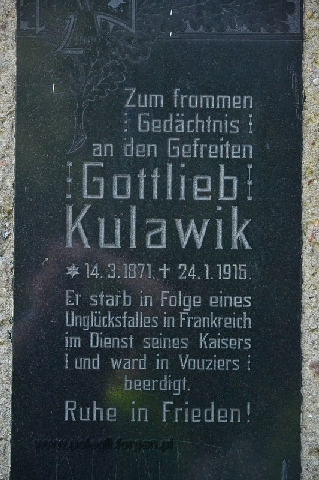 Zum frommen
Gedächtnis
an den Gefreiten
Gottlieb
Kulawik
* 14.3.1871. † 24.1.1915.
Er starb in Folge eines
Unglücksfalles in Frankreich
im Dienst seines Kaisers
und ward in Vouziers
beerdigt.
Ruhe in Frieden!